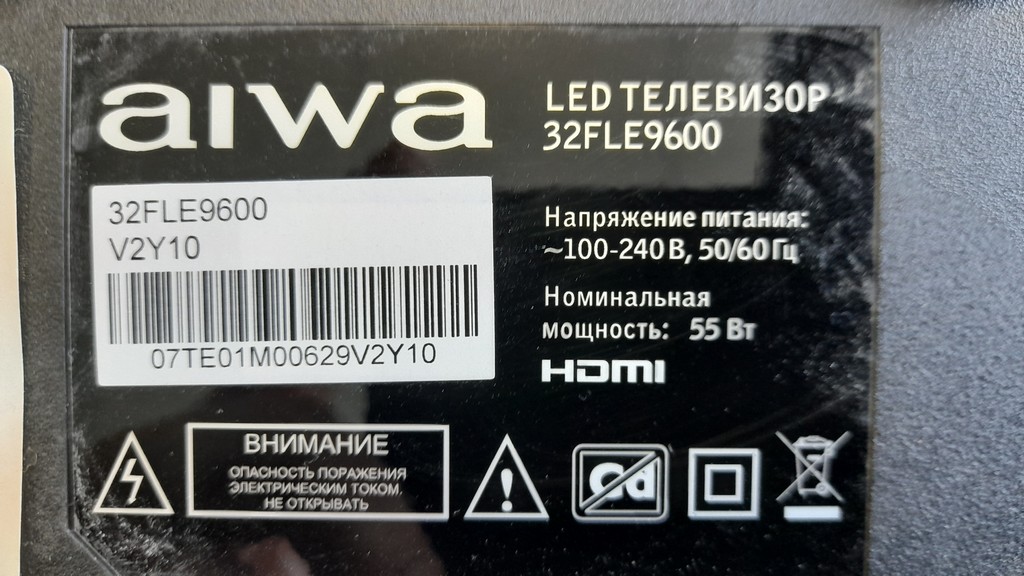 aiwa
LED ТЕЛЕВИЗОР
32FLE9600
32FLE9600
V2Y10
07TE01M00629V2Y10
Напряжение питания:
~100-240 В, 50/60 Гц
Номинальная
мощность: 55 Вт
HDMI
ВНИМАНИЕ
ОПАСНОСТЬ ПОРАЖЕНИЯ
ЭЛЕКТРИЧЕСКИМ ТОКОМ.
НЕ ОТКРЫВАТЬ
!